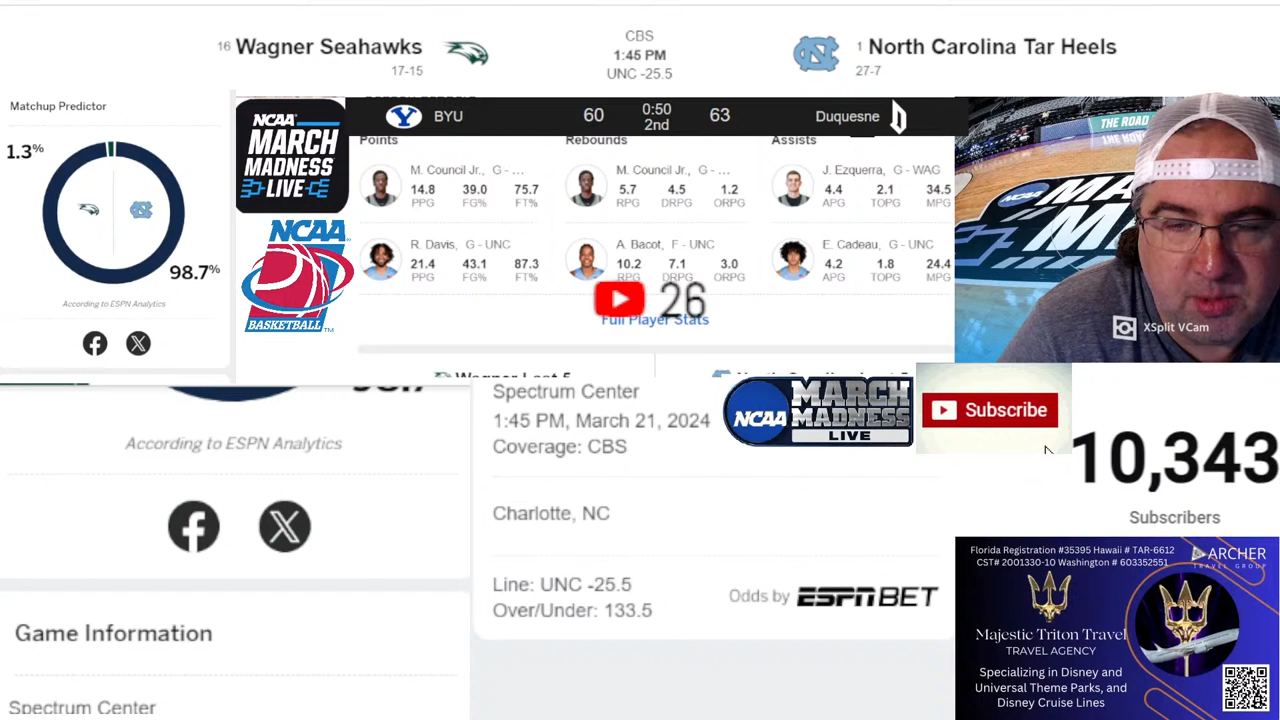 16 Wagner Seahawks
17-15
CBS
1:45 PM
UNC -25.5
1 North Carolina Tar Heels
27-7
Matchup Predictor
1.3%
98.7%
According to ESPN Analytics
NCAA
MARCH
MADNESS
LIVE
NCAA
BASKETBALL TM
BYU 60 0:50 63 Duquesne
2nd
Points Rebounds Assists
M. Council Jr., G - ...
14.8 39.0 75.7
PPG FG% FT%
M. Council Jr., G - ...
5.7 4.5 1.2
RPG DRPG ORPG
J. Ezquerra, G - WAG
4.4 2.1 34.5
APG TOPG MPG
R. Davis, G - UNC
21.4 43.1 87.3
PPG FG% FT%
A. Bacot, F - UNC
10.2 7.1 3.0
RPG DRPG ORPG
E. Cadeau, G - UNC
4.2 1.8 24.4
APG TOPG MPG
26
Full Player Stats
Wagner Last 5
THE ROAD
NCAA
XSplit VCam
According to ESPN Analytics
Game Information
Spectrum Center
Spectrum Center
1:45 PM, March 21, 2024
Coverage: CBS
Charlotte, NC
Line: UNC -25.5
Over/Under: 133.5
Odds by ESPN BET
NCAA MARCH
MADNESS
LIVE
Subscribe
10,343
Subscribers
Florida Registration #35395 Hawaii # TAR-6612
CST# 2001330-10 Washington # 603352551
ARCHER
TRAVEL GROUP
Majestic Triton Travel
TRAVEL AGENCY
Specializing in Disney and
Universal Theme Parks, and
Disney Cruise Lines